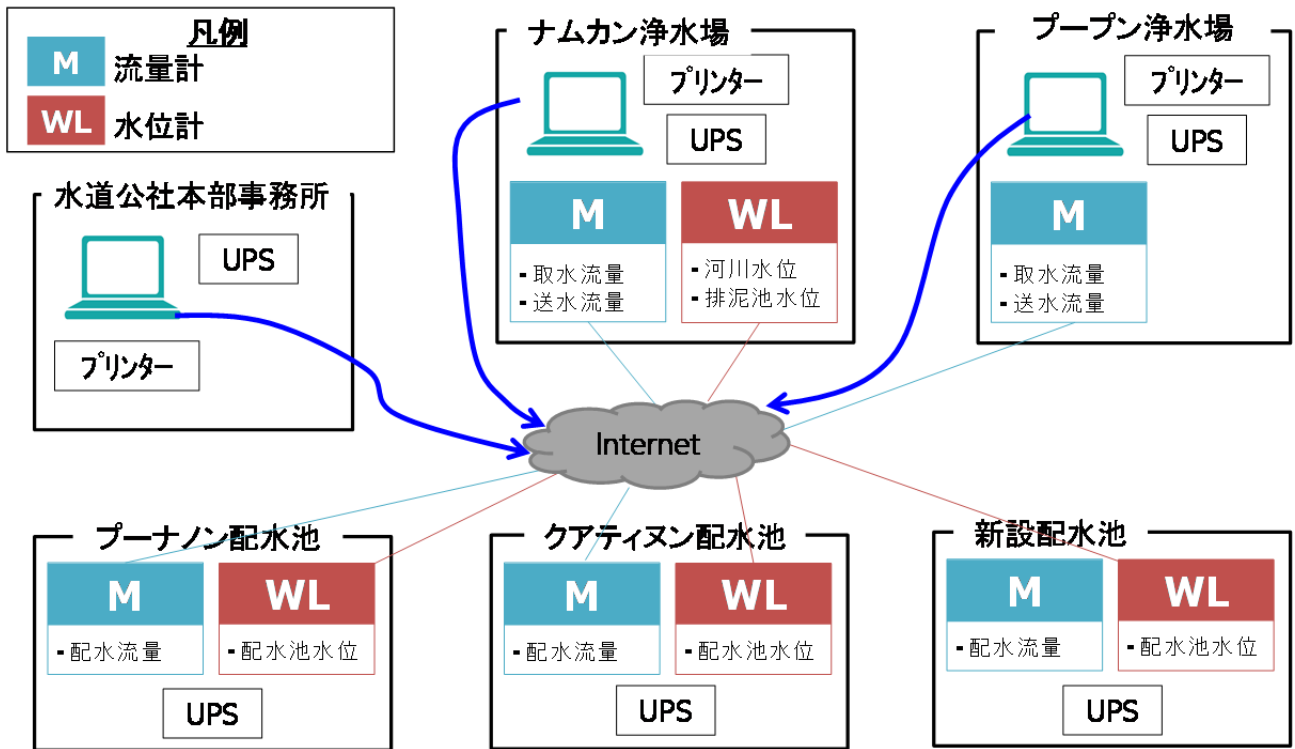 凡例
M 流量計
WL 水位計
水道公社本部事務所
UPS
プリンター
ナムカン浄水場
プリンター
UPS
M
- 取水流量
- 送水流量
WL
- 河川水位
- 排泥池水位
プープン浄水場
プリンター
UPS
M
- 取水流量
- 送水流量
Internet
プーナノン配水池
M
- 配水流量
WL
- 配水池水位
UPS
クアティヌン配水池
M
- 配水流量
WL
- 配水池水位
UPS
新設配水池
M
- 配水流量
WL
- 配水池水位
UPS